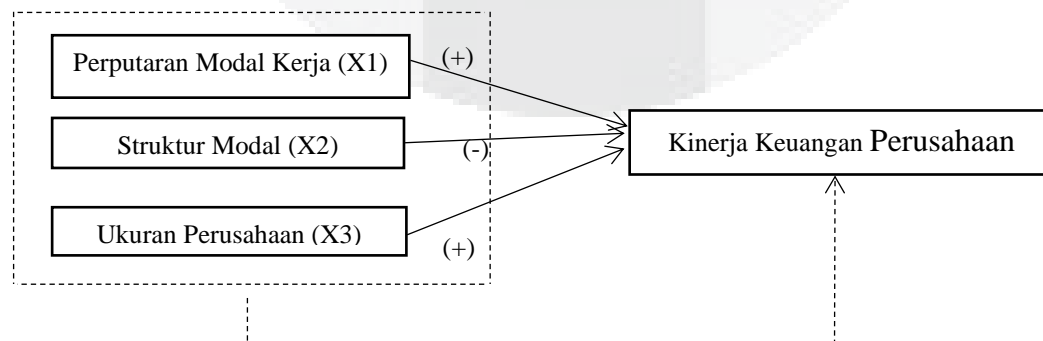 Perputaran Modal Kerja (X1)
(+)
Struktur Modal (X2)
(-)
Kinerja Keuangan Perusahaan
Ukuran Perusahaan (X3)
(+)